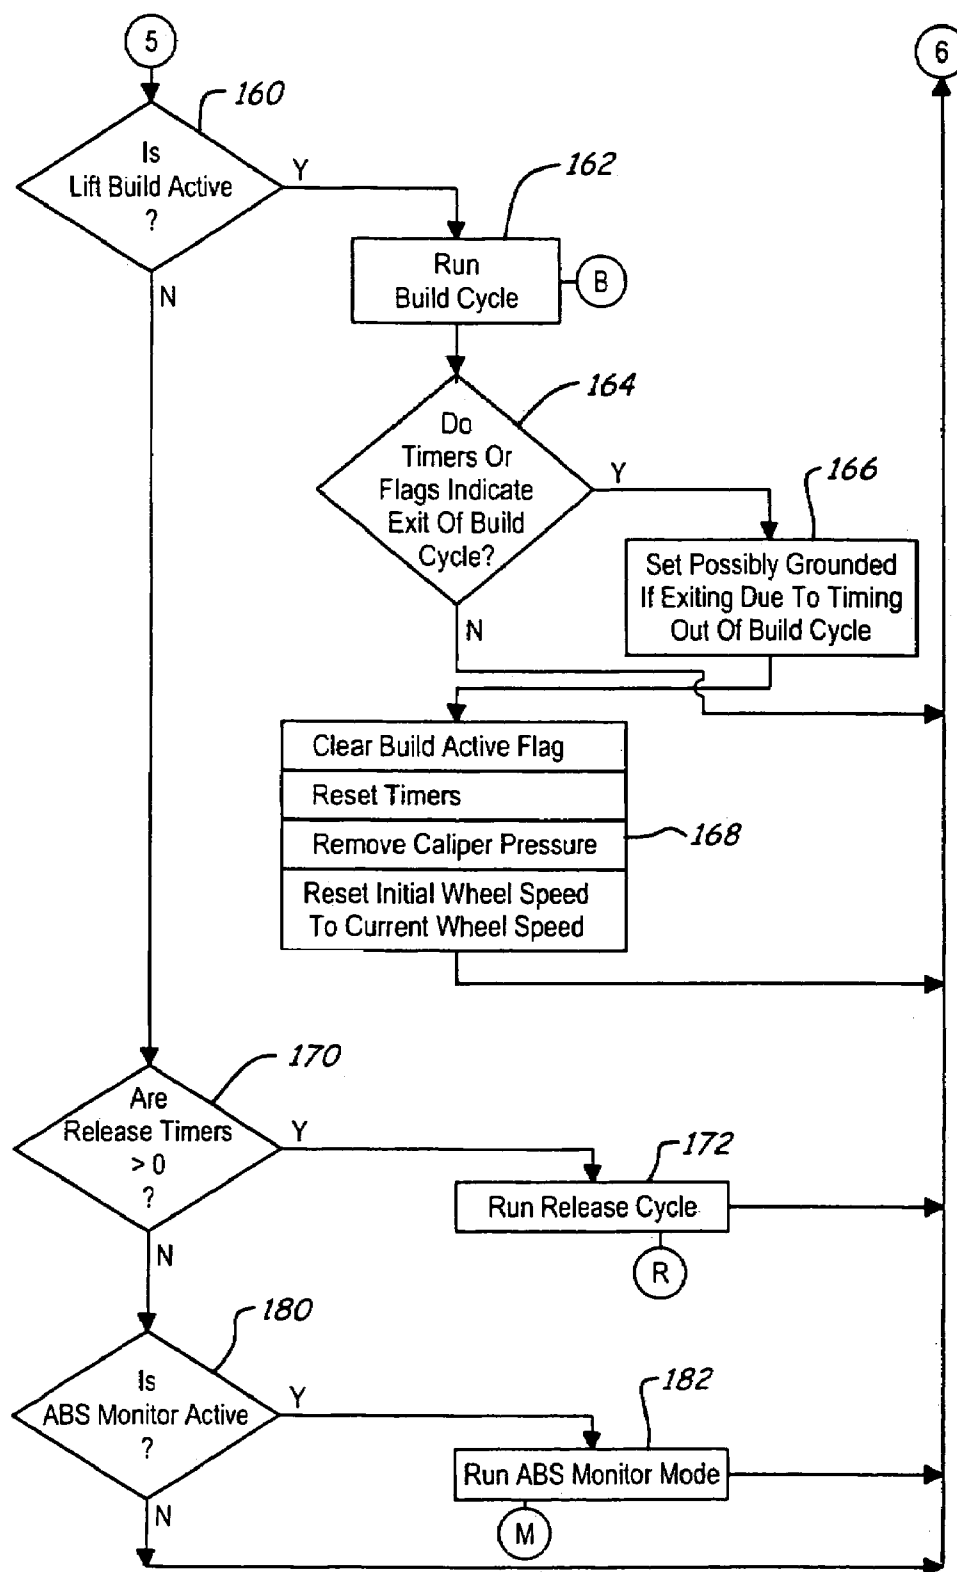 5
6
160
Is
Lift Build Active
?
Y
N
162
Run
Build Cycle
B
164
Do
Timers Or
Flags Indicate
Exit Of Build
Cycle?
Y
N
166
Set Possibly Grounded
If Exiting Due To Timing
Out Of Build Cycle
Clear Build Active Flag
Reset Timers
Remove Caliper Pressure
168
Reset Initial Wheel Speed
To Current Wheel Speed
170
Are
Release Timers
> 0
?
Y
N
172
Run Release Cycle
R
180
Is
ABS Monitor Active
?
Y
N
182
Run ABS Monitor Mode
M